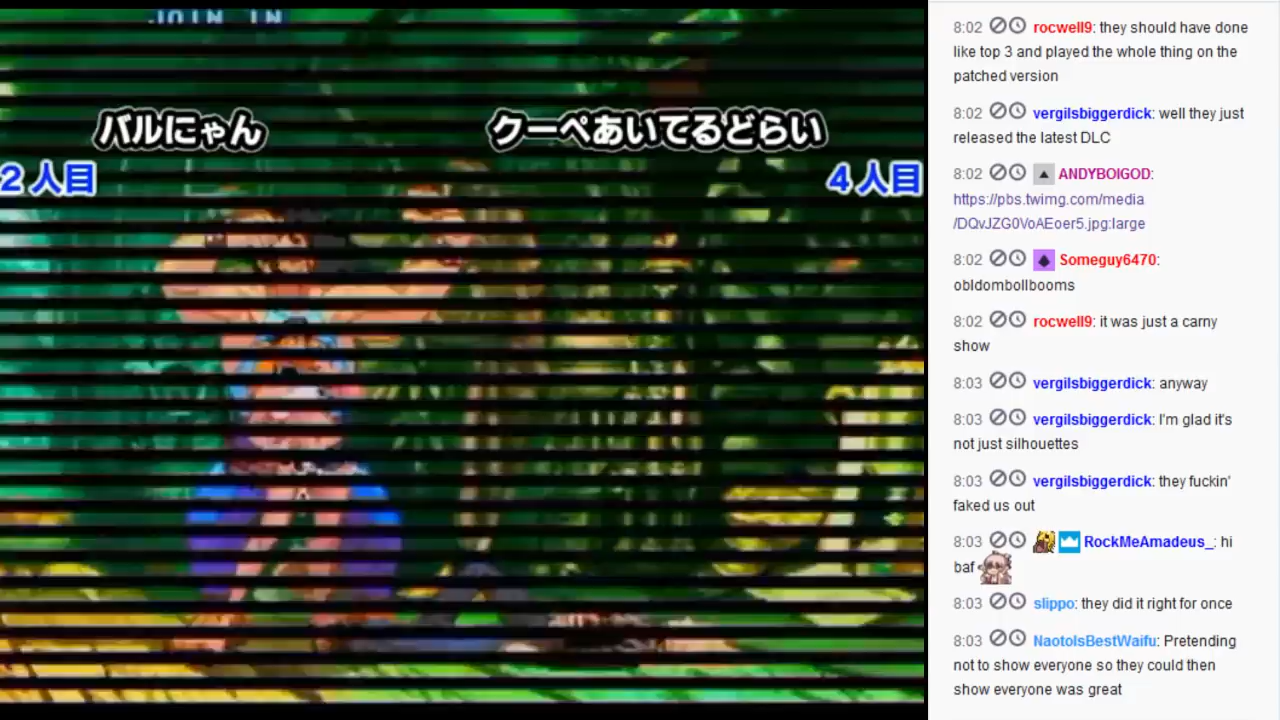 JOIN IN
バルにゃん
クーペあいてるどらい
2人目
4人目
8:02 rocwell9: they should have done
like top 3 and played the whole thing on the
patched version
8:02 vergilsbiggerdick: well they just
released the latest DLC
8:02 ANDYBOIGOD:
https://pbs.twimg.com/media
/DQvJZG0VoAEoer5.jpg:large
8:02 Someguy6470:
obldombollbooms
8:02 rocwell9: it was just a carny
show
8:03 vergilsbiggerdick: anyway
8:03 vergilsbiggerdick: I'm glad it's
not just silhouettes
8:03 vergilsbiggerdick: they fuckin'
faked us out
8:03 RockMeAmadeus_: hi
baf
8:03 slippo: they did it right for once
8:03 NaotoIsBestWaifu: Pretending
not to show everyone so they could then
show everyone was great